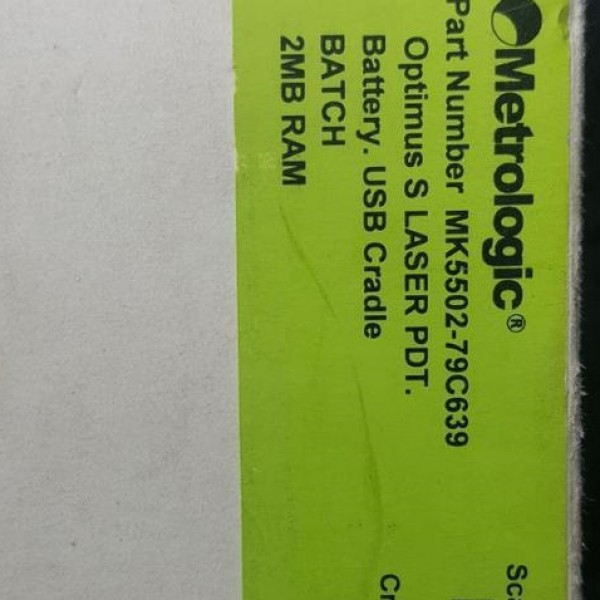 Metrologic®
Part Number MK5502-79C639
Optimus S LASER PDT.
Battery. USB Cradle
BATCH
2MB RAM